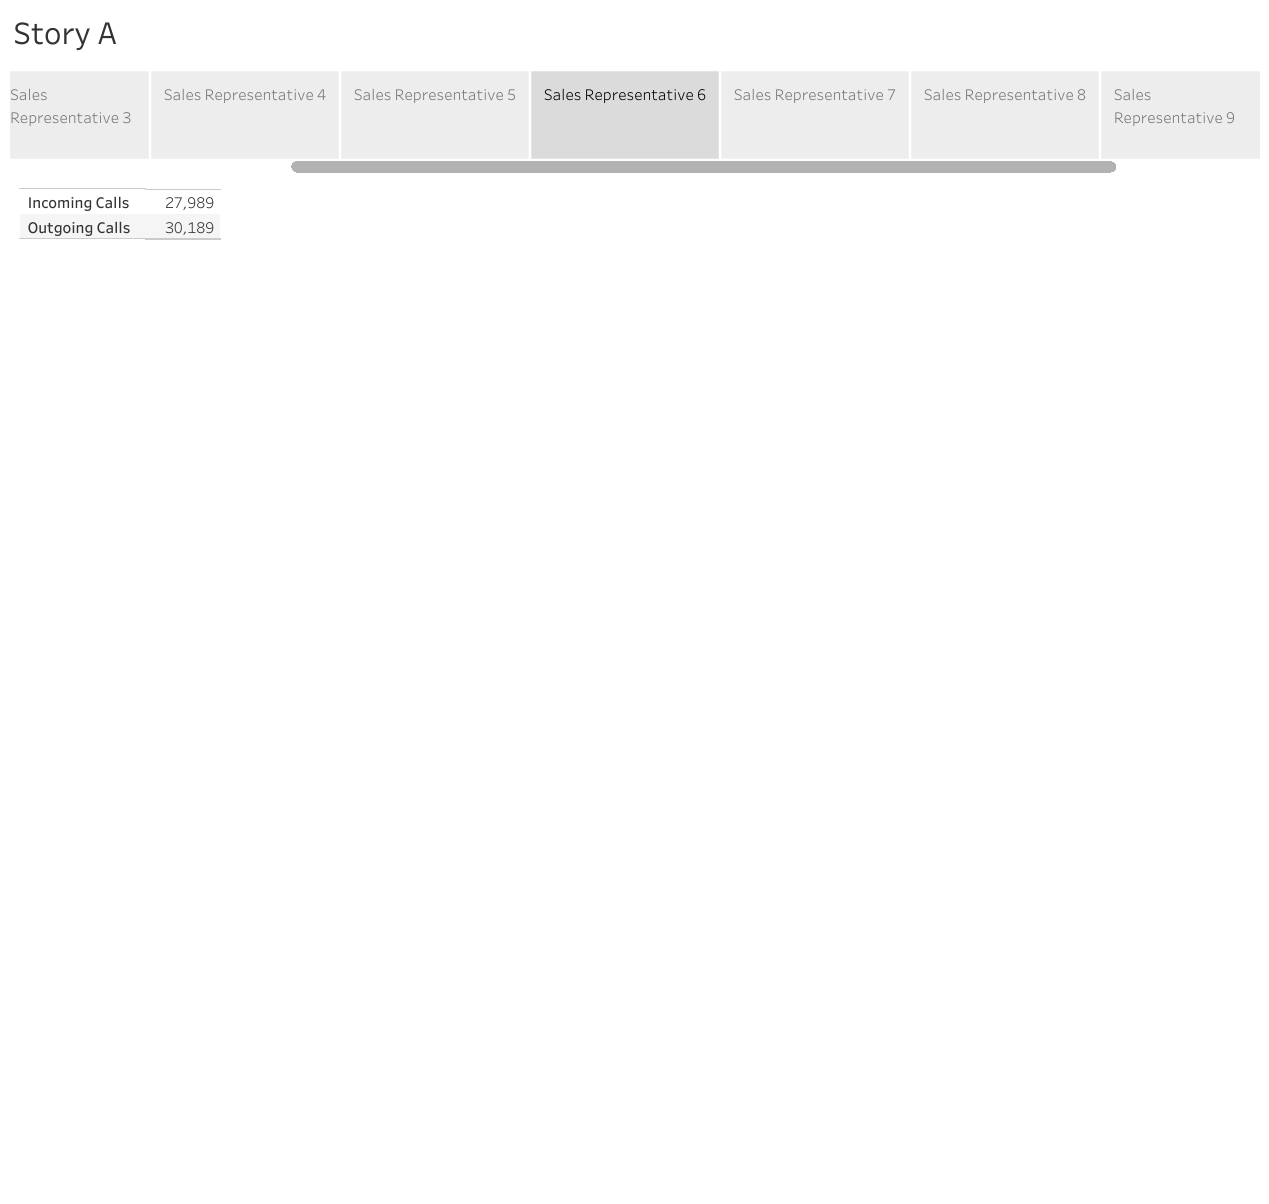 Story A
Sales
Representative 3
Sales Representative 4
Sales Representative 5
Sales Representative 6
Sales Representative 7
Sales Representative 8
Sales
Representative 9
Incoming Calls 27,989
Outgoing Calls 30,189